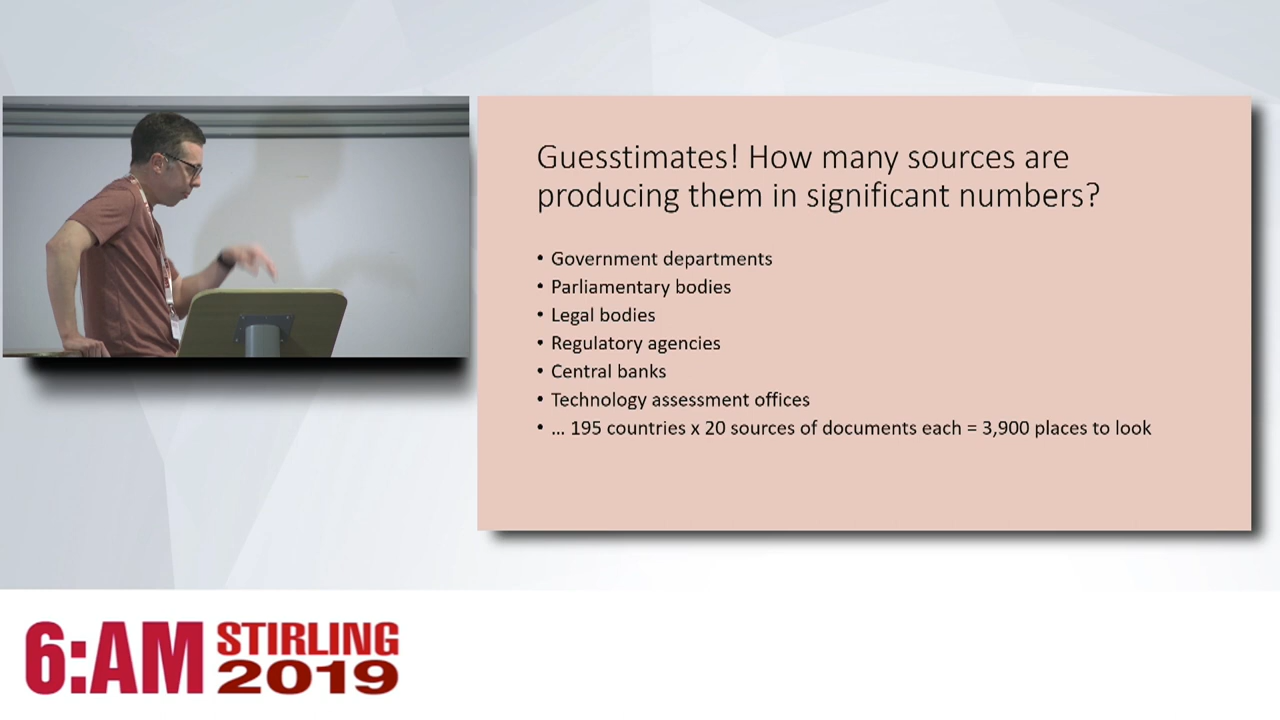 Guesstimates! How many sources are
producing them in significant numbers?
• Government departments
• Parliamentary bodies
• Legal bodies
• Regulatory agencies
• Central banks
• Technology assessment offices
• ... 195 countries x 20 sources of documents each = 3,900 places to look
6:AM STIRLING
2019